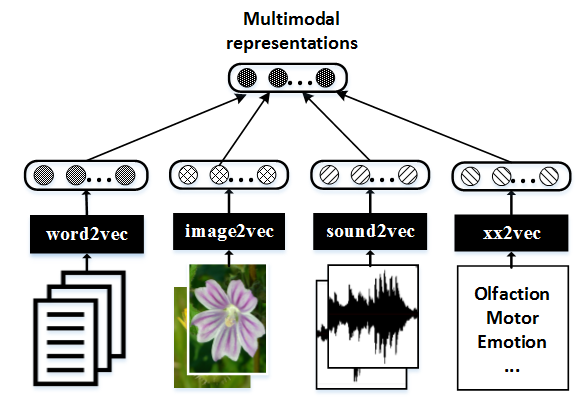 Multimodal
representations
word2vec
image2vec
sound2vec
xx2vec
Olfaction
Motor
Emotion
...